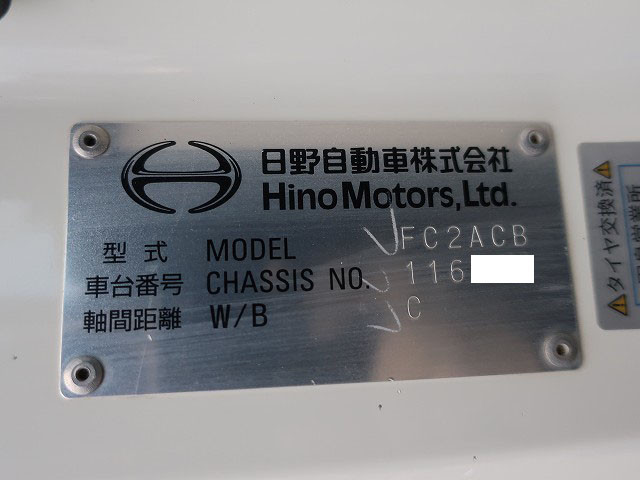 日野自動車株式会社
Hino Motors, Ltd.
型式 MODEL FC2ACB
車台番号 CHASSIS NO. 116
軸間距離 W/B C
⚠タイヤ交換済⚠